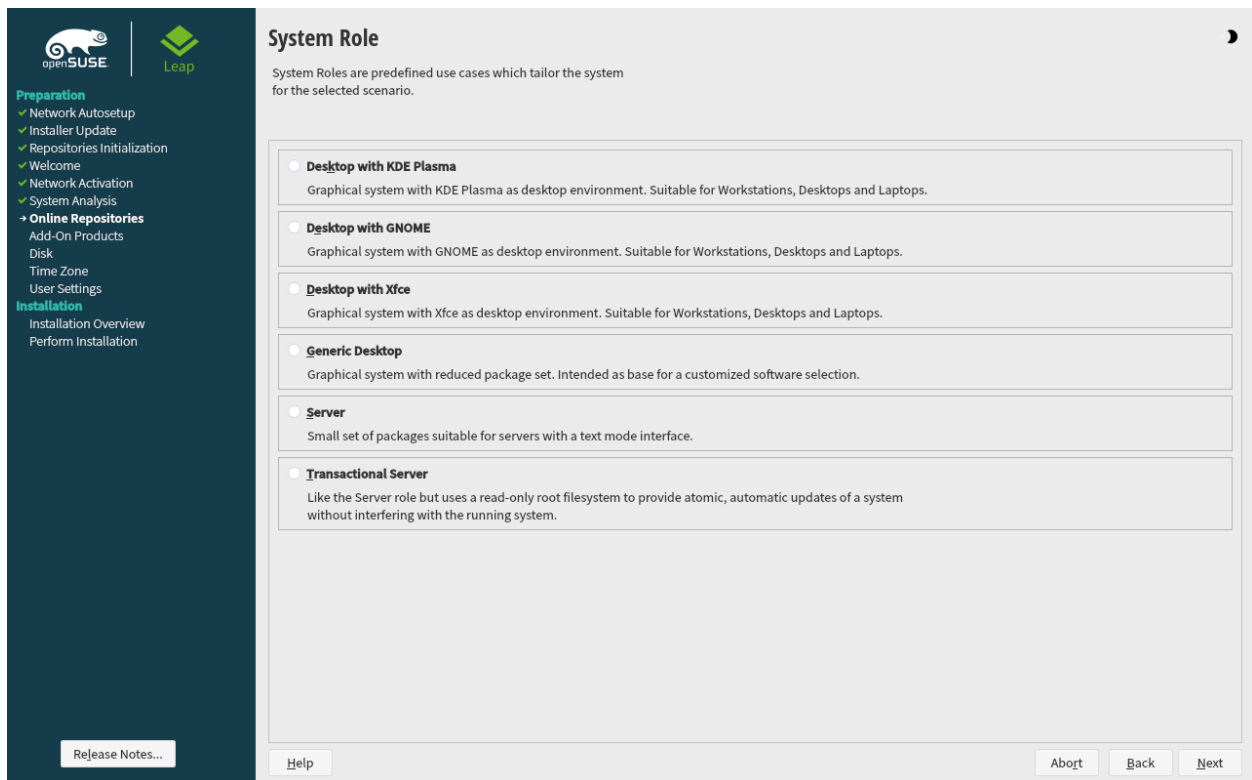 openSUSE
Leap
Preparation
Network Autosetup
Installer Update
Repositories Initialization
Welcome
Network Activation
System Analysis
Online Repositories
Add-On Products
Disk
Time Zone
User Settings
Installation
Installation Overview
Perform Installation
Release Notes...
System Role
System Roles are predefined use cases which tailor the system
for the selected scenario.
Desktop with KDE Plasma
Graphical system with KDE Plasma as desktop environment. Suitable for Workstations, Desktops and Laptops.
Desktop with GNOME
Graphical system with GNOME as desktop environment. Suitable for Workstations, Desktops and Laptops.
Desktop with Xfce
Graphical system with Xfce as desktop environment. Suitable for Workstations, Desktops and Laptops.
Generic Desktop
Graphical system with reduced package set. Intended as base for a customized software selection.
Server
Small set of packages suitable for servers with a text mode interface.
Transactional Server
Like the Server role but uses a read-only root filesystem to provide atomic, automatic updates of a system
without interfering with the running system.
Help
Abort
Back
Next